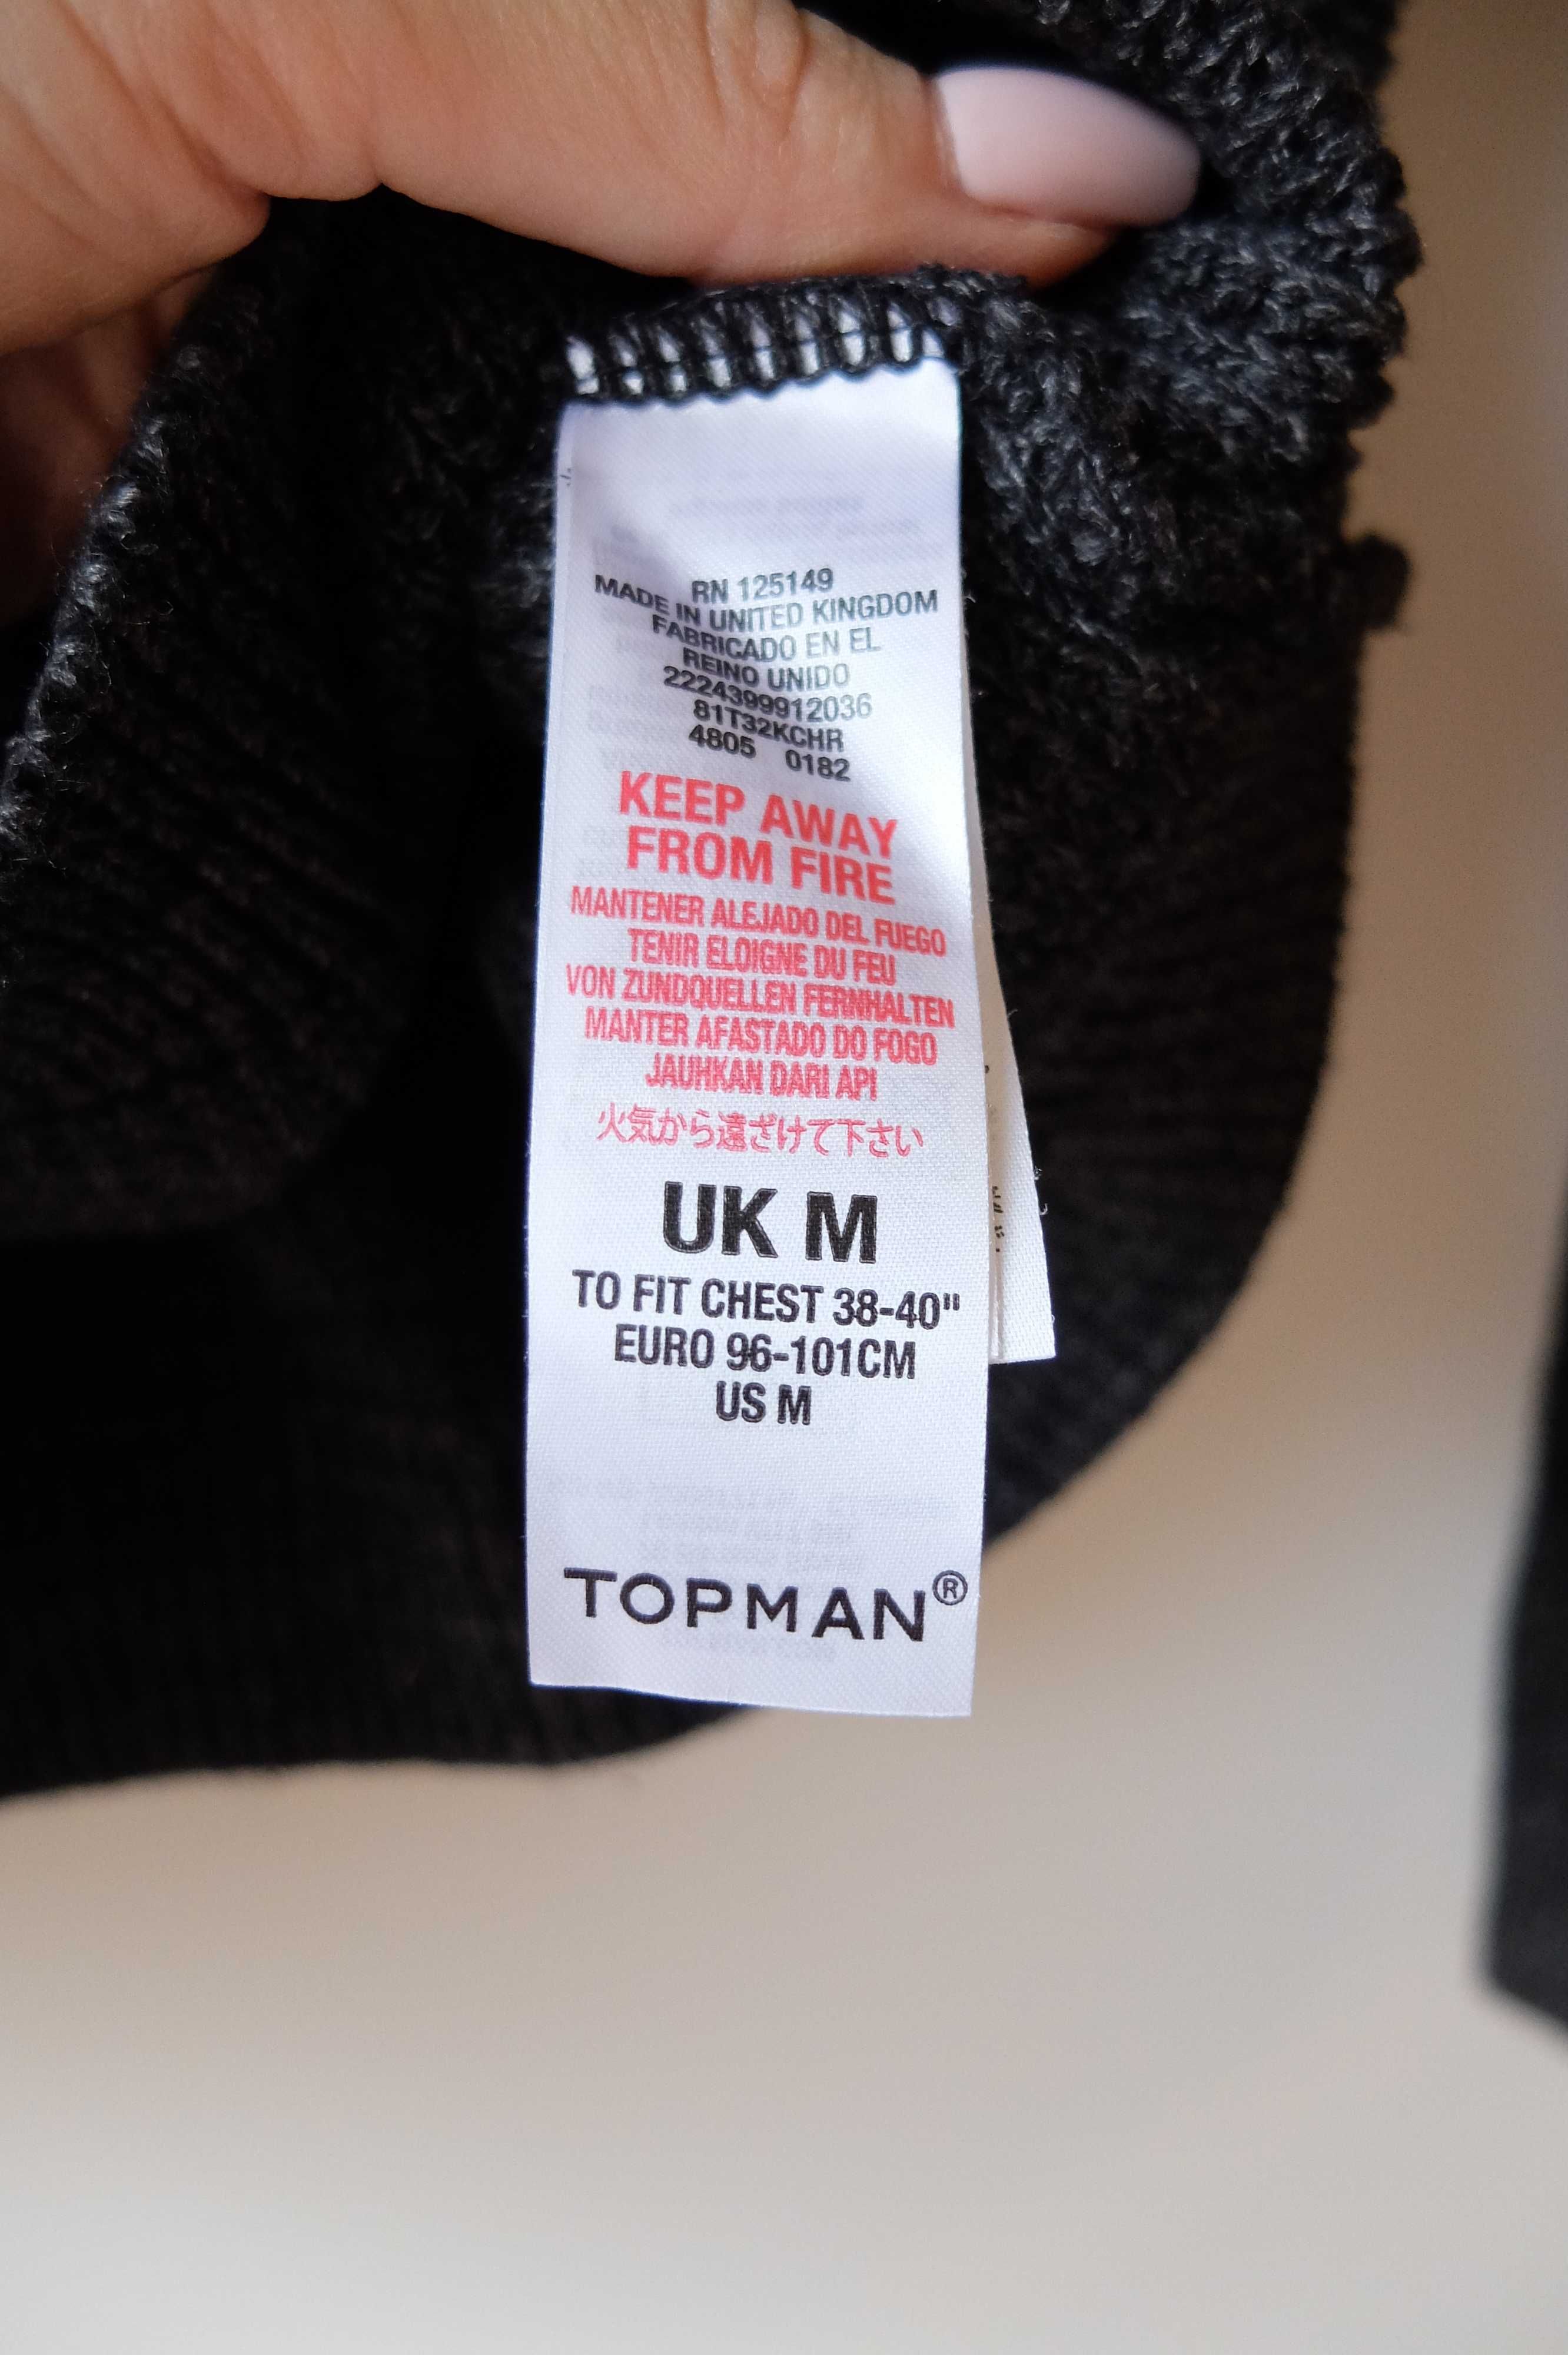 RN 125149
MADE IN UNITED KINGDOM
FABRICADO EN EL
REINO UNIDO
2224399912036
81T32KCHR
4805 0182
KEEP AWAY
FROM FIRE
MANTENER ALEJADO DEL FUEGO
TENIR ELOIGNE DU FEU
VON ZUNDQUELLEN FERNHALTEN
MANTER AFASTADO DO FOGO
JAUHKAN DARI API
火気から遠ざけて下さい
UK M
TO FIT CHEST 38-40"
EURO 96-101CM
US M
TOPMAN®